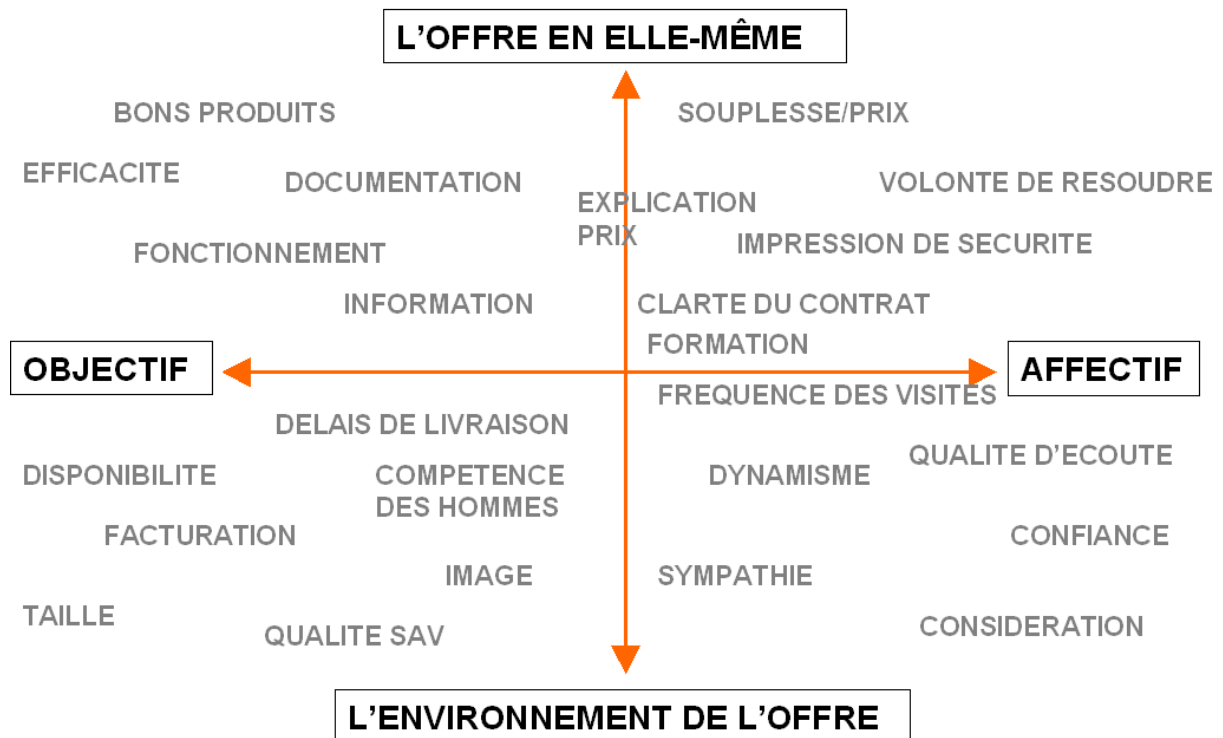 L'OFFRE EN ELLE-MÊME
BONS PRODUITS
SOUPLESSE/PRIX
EFFICACITE
DOCUMENTATION
VOLONTE DE RESOUDRE
EXPLICATION
PRIX
IMPRESSION DE SECURITE
FONCTIONNEMENT
INFORMATION
CLARTE DU CONTRAT
FORMATION
OBJECTIF
AFFECTIF
FREQUENCE DES VISITES
DELAIS DE LIVRAISON
QUALITE D'ECOUTE
DISPONIBILITE
COMPETENCE
DES HOMMES
DYNAMISME
FACTURATION
CONFIANCE
IMAGE
SYMPATHIE
TAILLE
QUALITE SAV
CONSIDERATION
L'ENVIRONNEMENT DE L'OFFRE